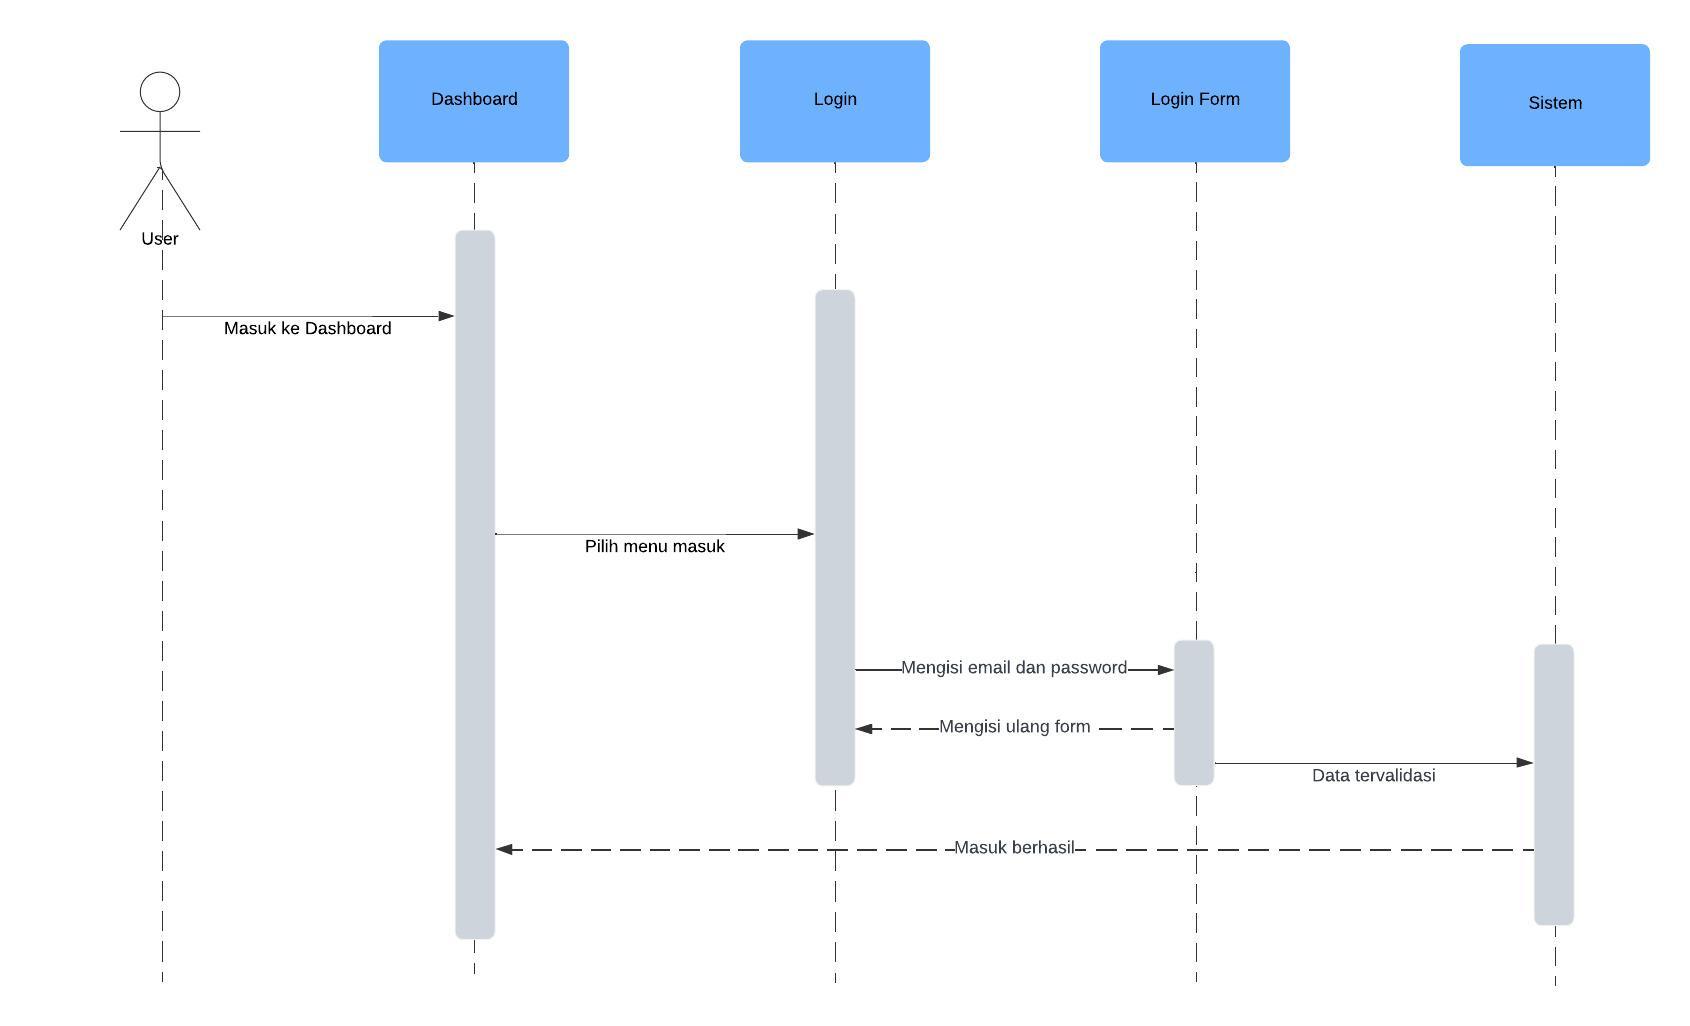 Dashboard
Login
Login Form
Sistem
User
Masuk ke Dashboard
Pilih menu masuk
Mengisi email dan password
Mengisi ulang form
Data tervalidasi
Masuk berhasil